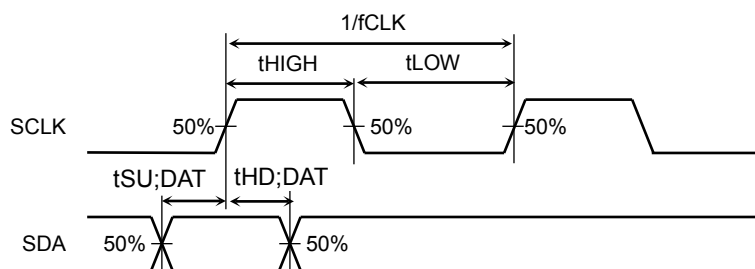 1/fCLK
tHIGH tLOW
SCLK 50% 50% 50%
tSU;DAT tHD;DAT
SDA 50% 50%